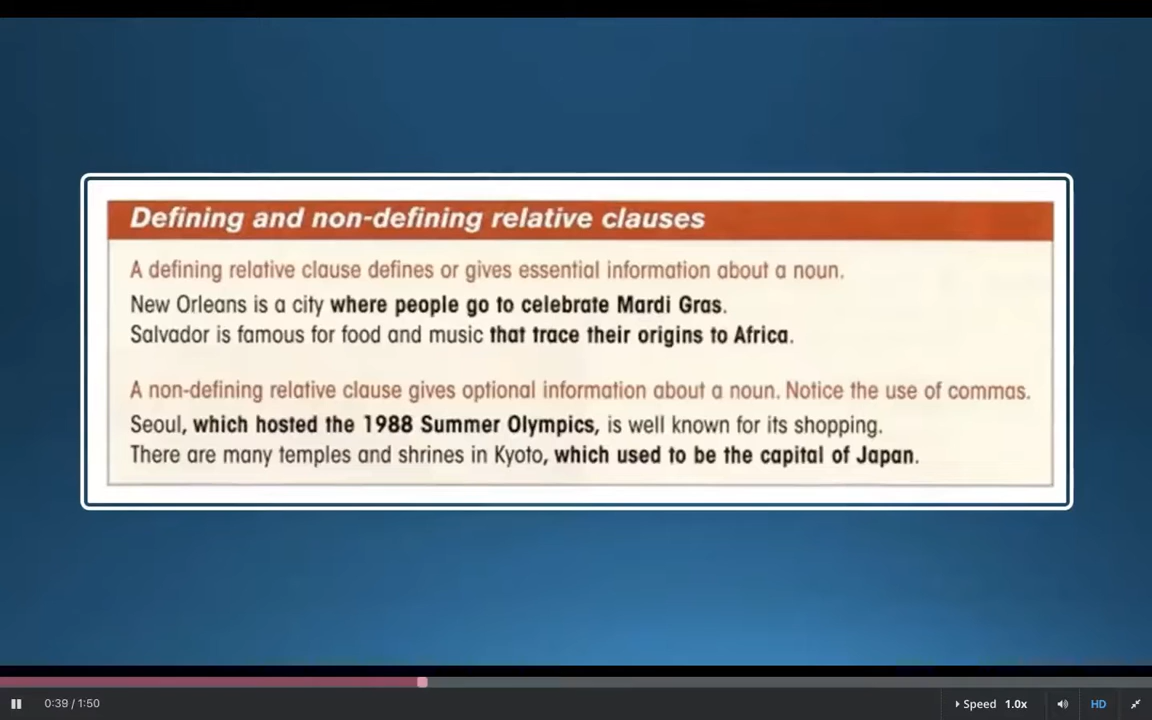 Defining and non-defining relative clauses
A defining relative clause defines or gives essential information about a noun.
New Orleans is a city where people go to celebrate Mardi Gras.
Salvador is famous for food and music that trace their origins to Africa.
A non-defining relative clause gives optional information about a noun. Notice the use of commas.
Seoul, which hosted the 1988 Summer Olympics, is well known for its shopping.
There are many temples and shrines in Kyoto, which used to be the capital of Japan.
0:39 / 1:50 Speed 1.0x HD